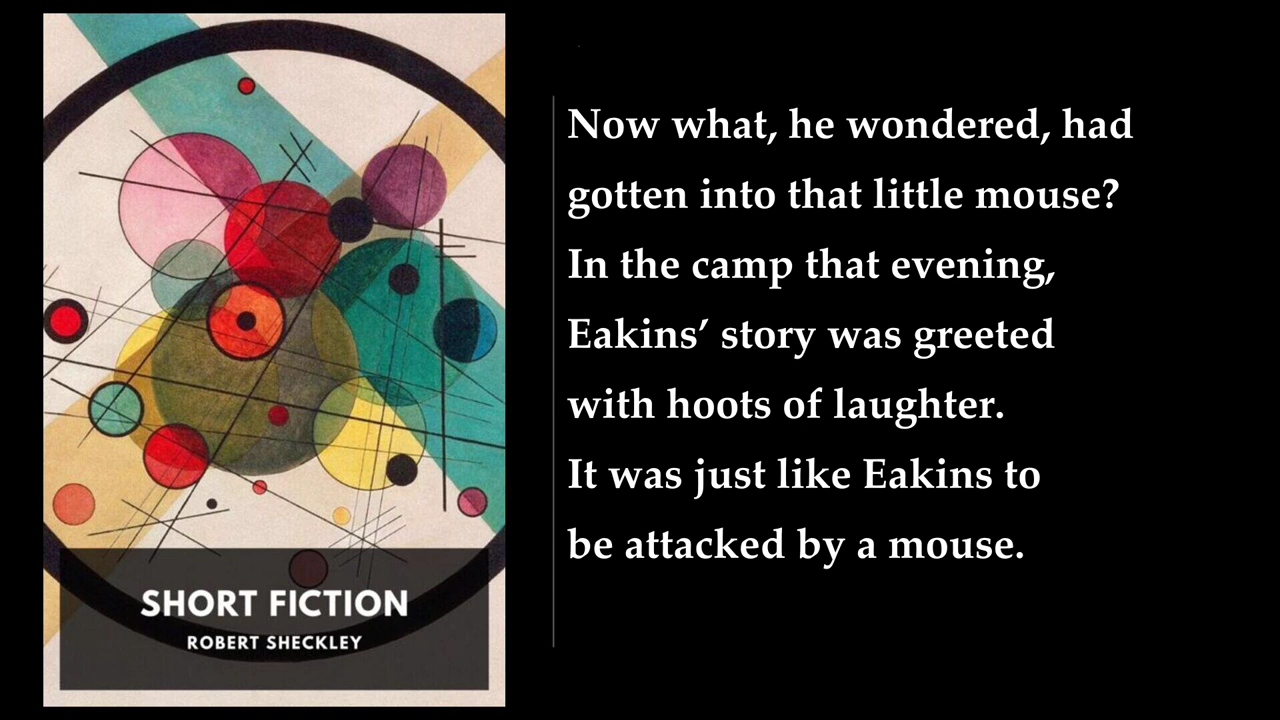 SHORT FICTION
ROBERT SHECKLEY
Now what, he wondered, had
gotten into that little mouse?
In the camp that evening,
Eakins’ story was greeted
with hoots of laughter.
It was just like Eakins to
be attacked by a mouse.